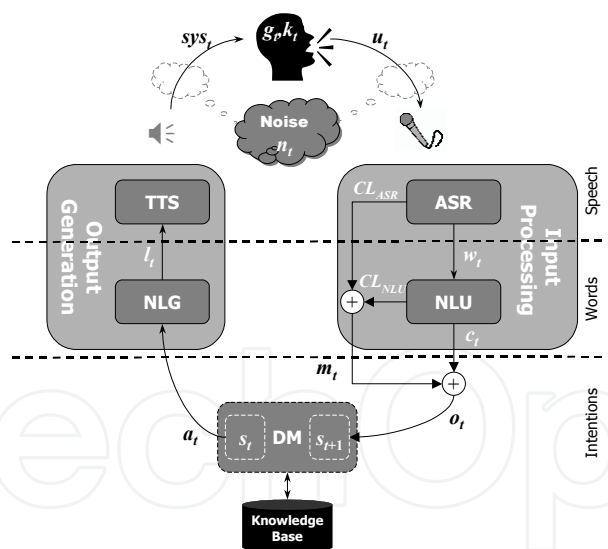 sys_t
g_t, k_t
u_t
Noise
n_t
Output
Generation
TTS
l_t
NLG
CL_ASR
ASR
w_t
CL_NLU
+
NLU
c_t
Input
Processing
Speech
Words
Intentions
m_t
+
o_t
a_t
s_t
DM
s_t+1
Knowledge
Base
echOp